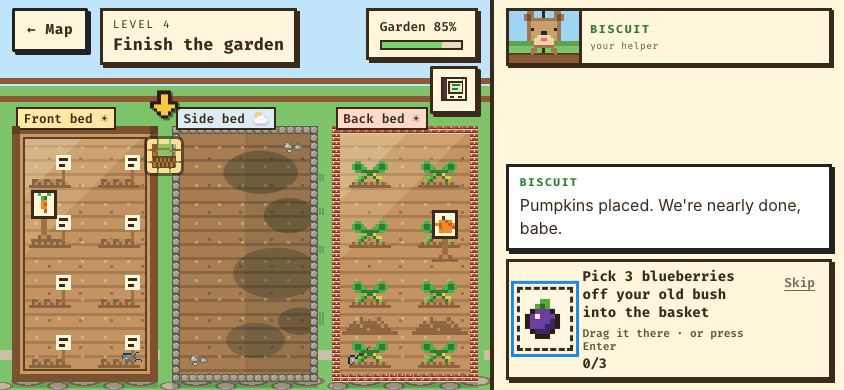 ← Map
LEVEL 4
Finish the garden
Garden 85%
Front bed ☀
Side bed ⛅
Back bed ☀
BISCUIT
your helper
BISCUIT
Pumpkins placed. We're nearly done,
babe.
Pick 3 blueberries
off your old bush
into the basket
Skip
Drag it there · or press
Enter
0/3